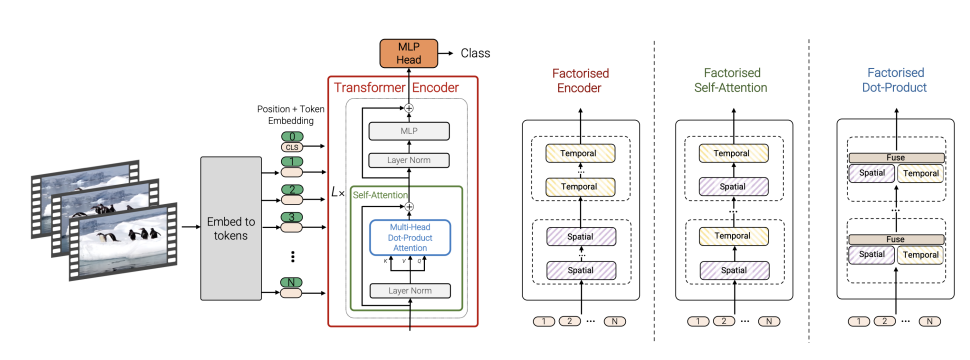 MLP
Head
Class
Transformer Encoder
Position + Token
Embedding
0
CLS
1
2
3
N
Embed to
tokens
L×
MLP
Layer Norm
Self-Attention
Multi-Head
Dot-Product
Attention
K V Q
Layer Norm
Factorised
Encoder
Temporal
...
Temporal
Spatial
...
Spatial
1 2 ... N
Factorised
Self-Attention
Temporal
Spatial
...
Temporal
Spatial
1 2 ... N
Factorised
Dot-Product
Fuse
Spatial Temporal
...
Fuse
Spatial Temporal
1 2 ... N